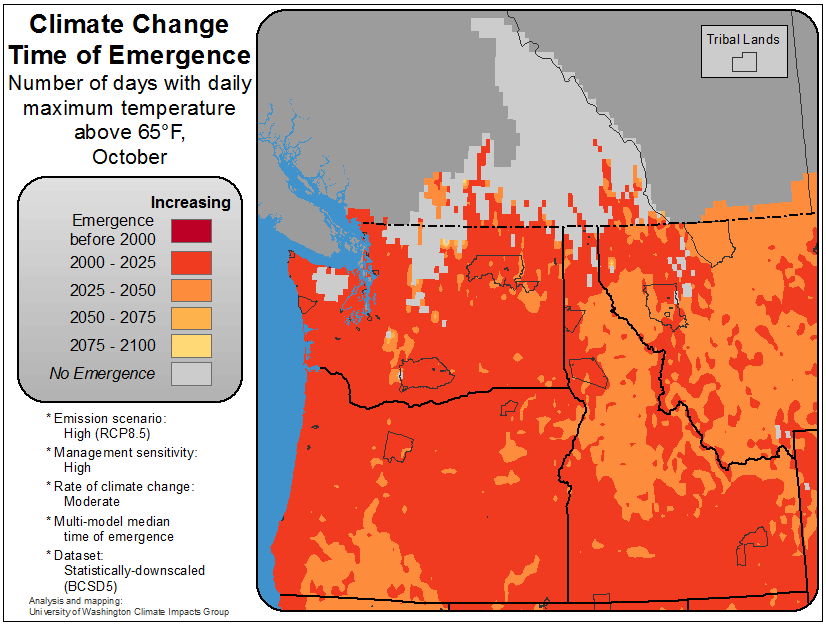 Climate Change
Time of Emergence
Number of days with daily
maximum temperature
above 65°F,
October
Increasing
Emergence
before 2000
2000 - 2025
2025 - 2050
2050 - 2075
2075 - 2100
No Emergence
* Emission scenario:
High (RCP8.5)
* Management sensitivity:
High
* Rate of climate change:
Moderate
* Multi-model median
time of emergence
* Dataset:
Statistically-downscaled
(BCSD5)
Analysis and mapping:
University of Washington Climate Impacts Group
Tribal Lands